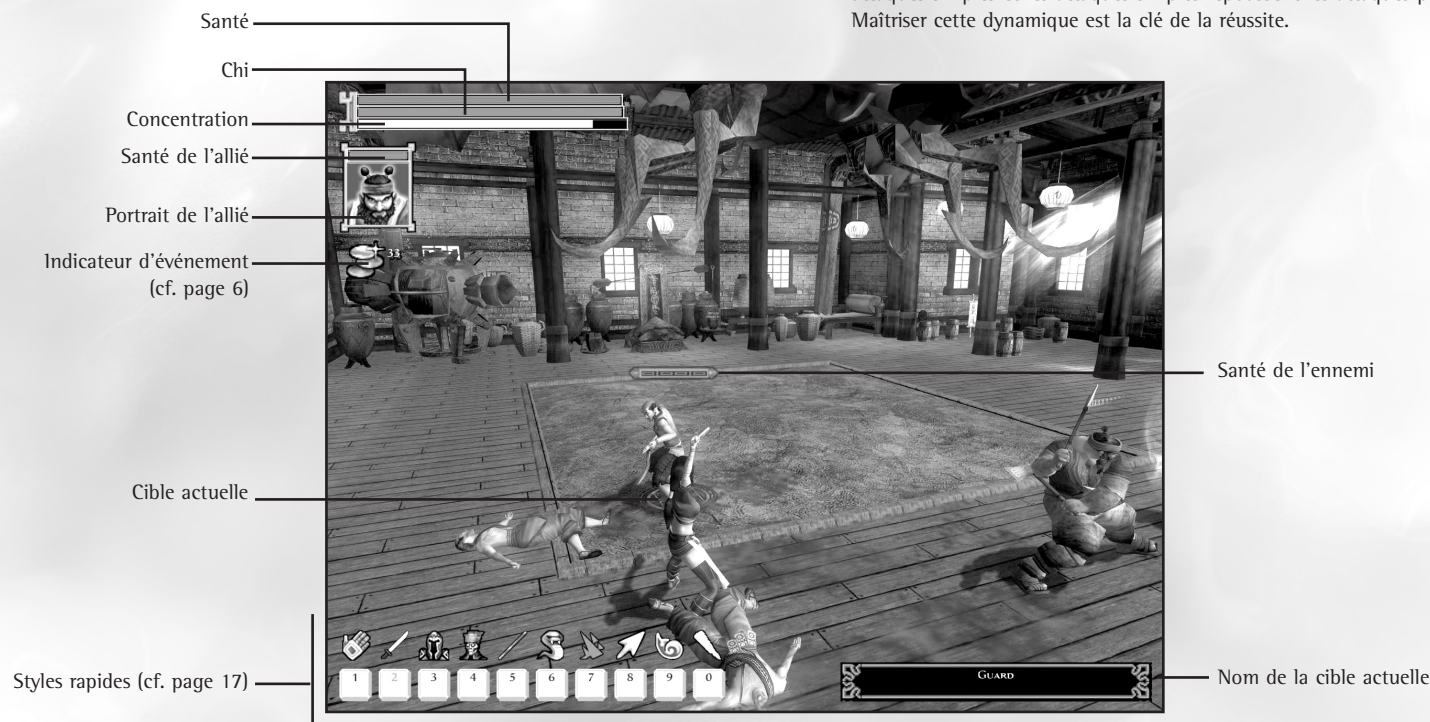 Maîtriser cette dynamique est la clé de la réussite.
Santé
Chi
Concentration
Santé de l'allié
Portrait de l'allié
Indicateur d'événement
(cf. page 6)
33
Santé de l'ennemi
Cible actuelle
Styles rapides (cf. page 17)
1 2 3 4 5 6 7 8 9 0
GUARD
Nom de la cible actuelle